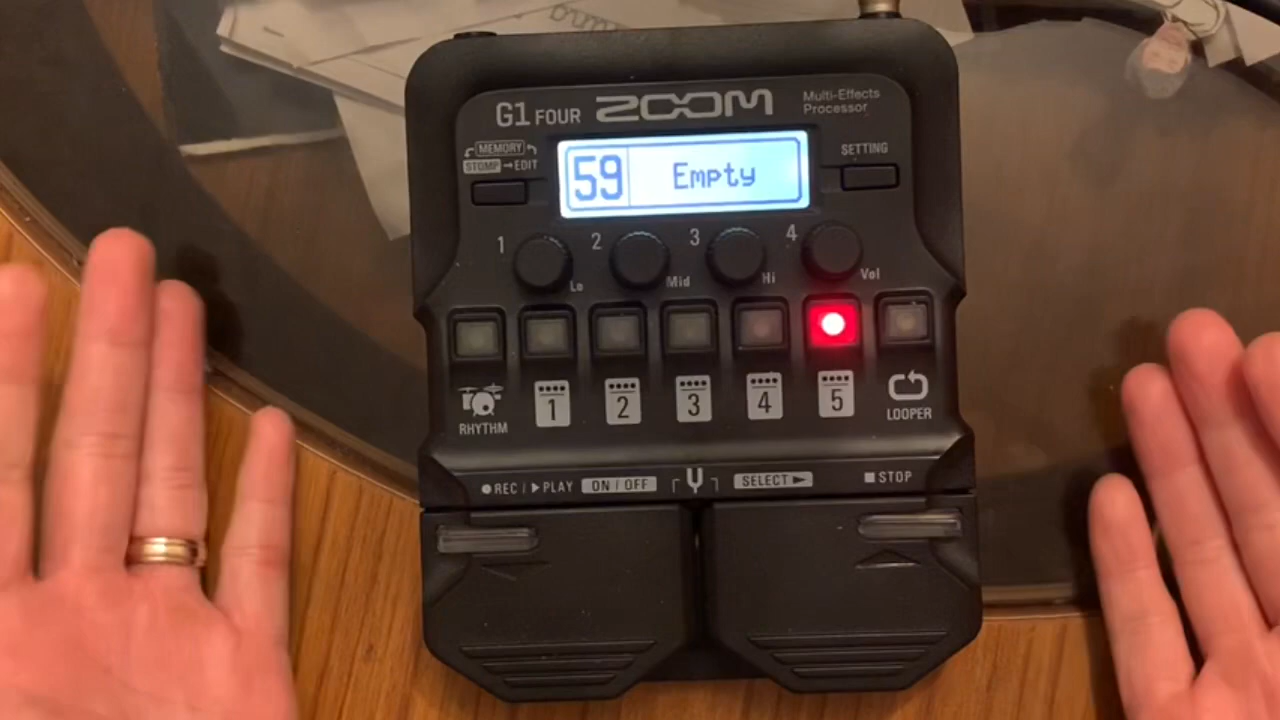 G1 FOUR ZOOM Multi-Effects Processor
MEMORY
STOMP → EDIT
SETTING
59 Empty
1 2 3 4
Lo Mid Hi Vol
1 2 3 4 5
RHYTHM LOOPER
REC / PLAY ON / OFF SELECT STOP